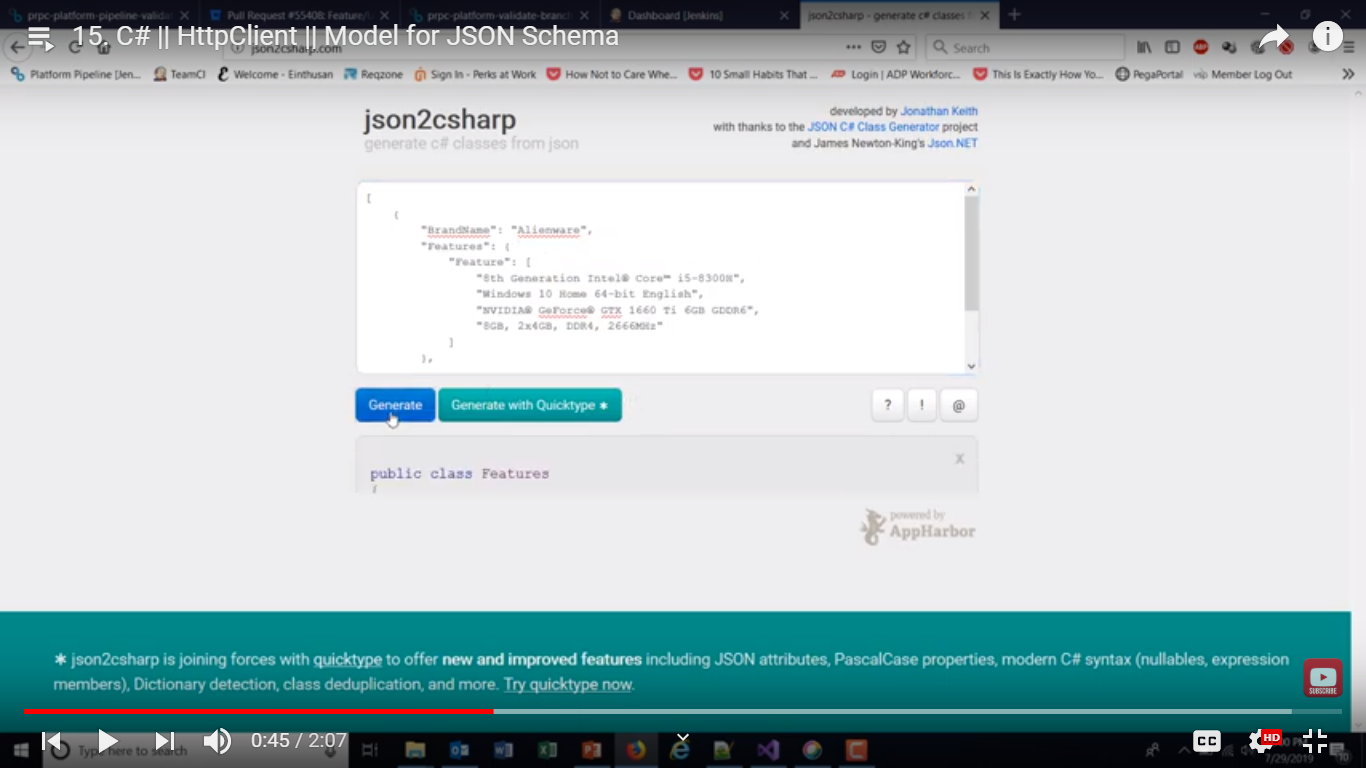 prpc-platform-pipeline-valida
Pull Request #55408: Feature/
prpc-platform-validate-branch
Dashboard [Jenkins]
json2csharp - generate c# classes f
15. C# || HttpClient || Model for JSON Schema
json2csharp.com
Search
Platform Pipeline [Jen...
TeamCI
Welcome - Einthusan
Reqzone
Sign In - Perks at Work
How Not to Care Whe...
10 Small Habits That ...
Login | ADP Workforc...
This Is Exactly How Yo...
PegaPortal
Member Log Out
json2csharp
generate c# classes from json
developed by Jonathan Keith
with thanks to the JSON C# Class Generator project
and James Newton-King's Json.NET
[
{
"BrandName": "Alienware",
"Features": {
"Feature": [
"8th Generation Intel® Core™ i5-8300H",
"Windows 10 Home 64-bit English",
"NVIDIA® GeForce® GTX 1660 Ti 6GB GDDR6",
"8GB, 2x4GB, DDR4, 2666MHz"
]
},
Generate
Generate with Quicktype *
?
!
@
x
public class Features
{
powered by
AppHarbor
* json2csharp is joining forces with quicktype to offer new and improved features including JSON attributes, PascalCase properties, modern C# syntax (nullables, expression
members), Dictionary detection, class deduplication, and more. Try quicktype now.
SUBSCRIBE
0:45 / 2:07
Type here to search
CC
HD
PM
7/29/2019